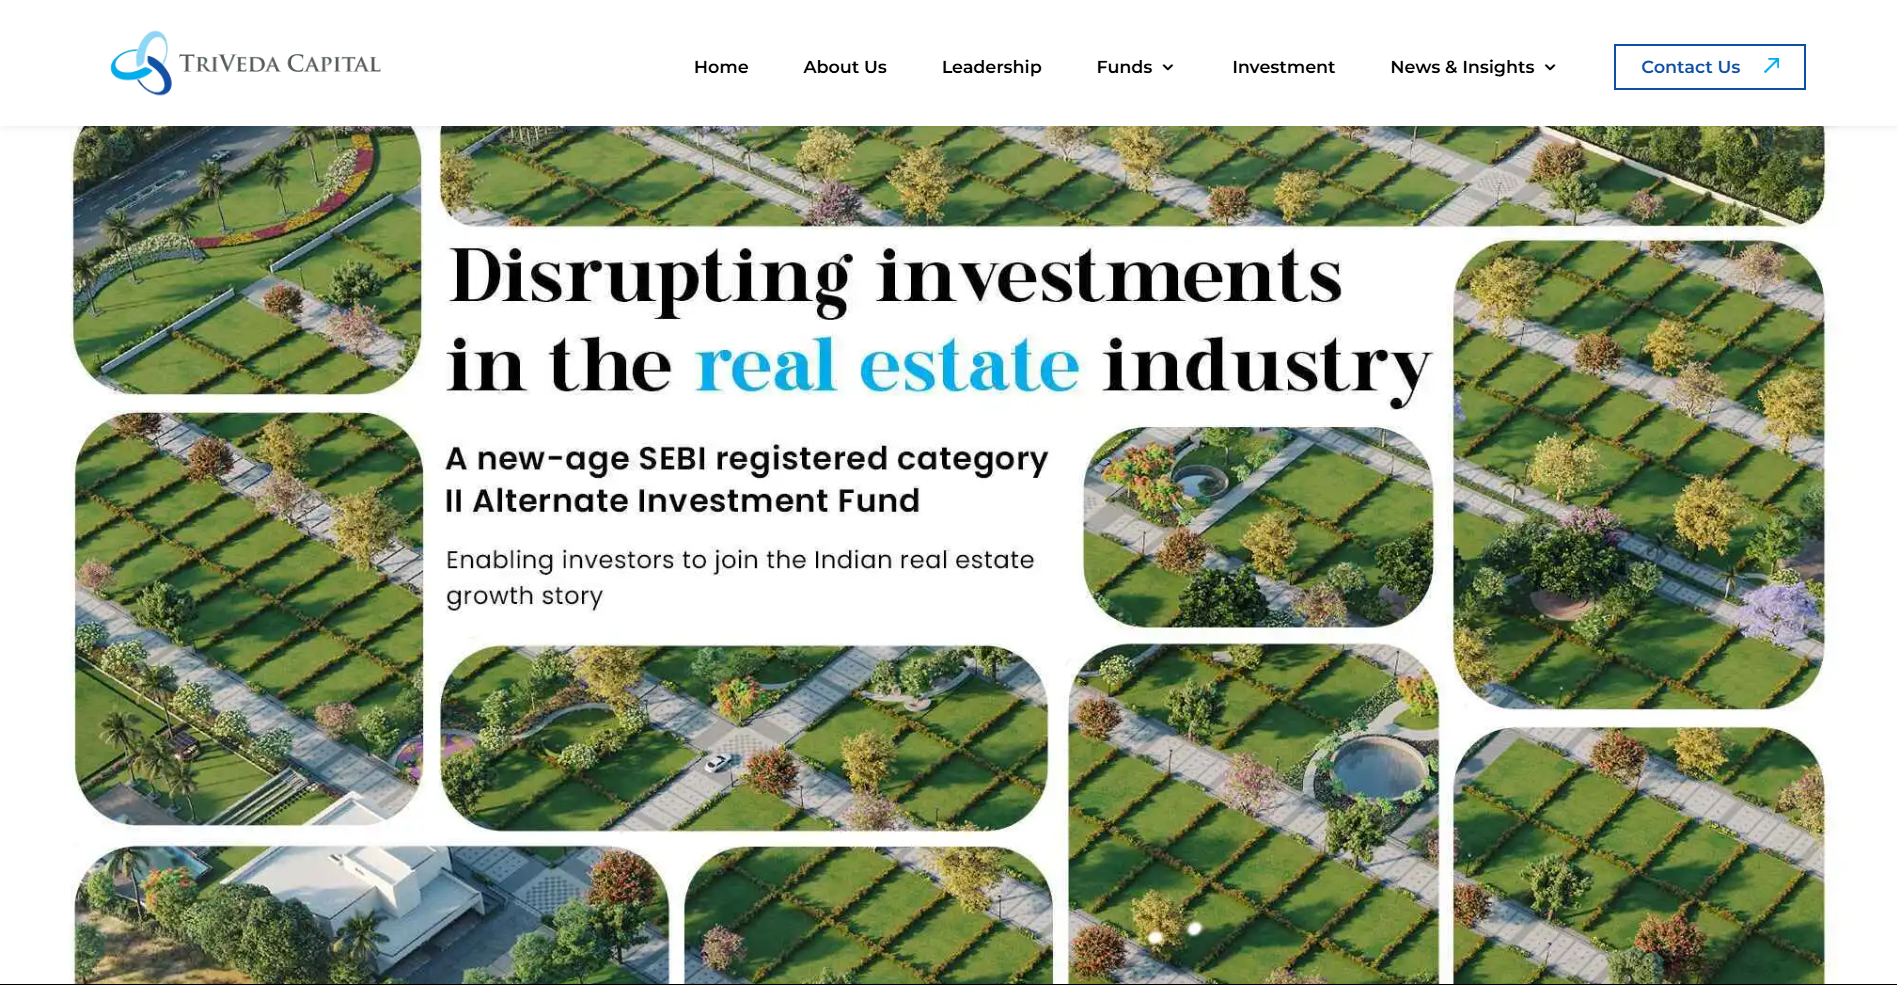 TriVeda Capital
Home
About Us
Leadership
Funds
Investment
News & Insights
Contact Us
Disrupting investments
in the real estate industry
A new-age SEBI registered category
II Alternate Investment Fund
Enabling investors to join the Indian real estate
growth story